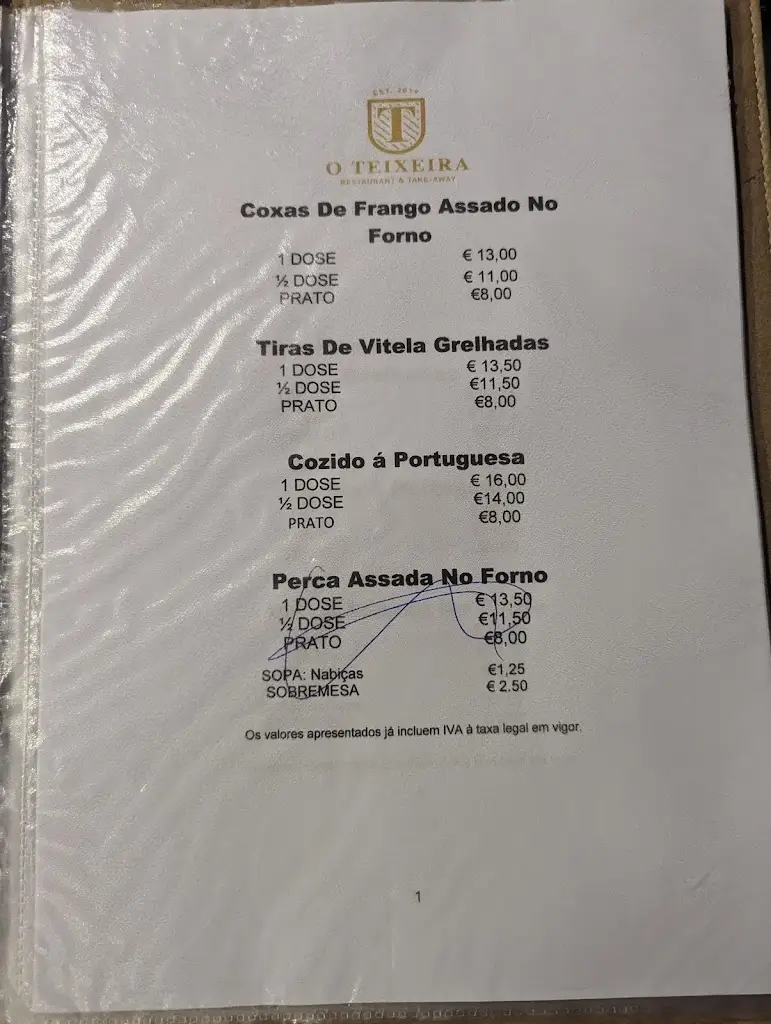 EST. 2019
T
O TEIXEIRA
RESTAURANT & TAKE-AWAY
Coxas De Frango Assado No
Forno
1 DOSE € 13,00
½ DOSE € 11,00
PRATO €8,00
Tiras De Vitela Grelhadas
1 DOSE € 13,50
½ DOSE €11,50
PRATO €8,00
Cozido á Portuguesa
1 DOSE € 16,00
½ DOSE €14,00
PRATO €8,00
Perca Assada No Forno
1 DOSE € 13,50
½ DOSE €11,50
PRATO €8,00
SOPA: Nabiças €1,25
SOBREMESA € 2.50
Os valores apresentados já incluem IVA à taxa legal em vigor.
1